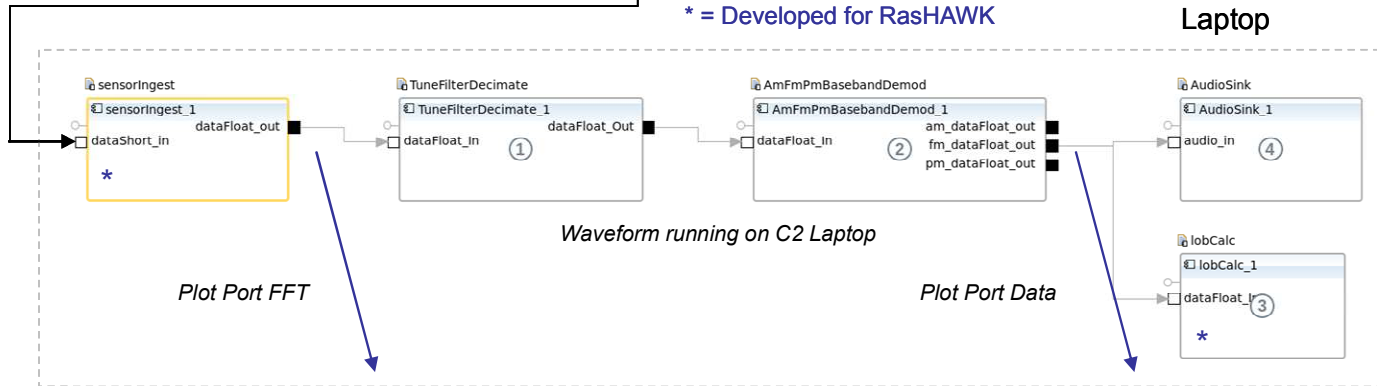 * = Developed for RasHAWK
Laptop
sensorIngest
sensorIngest_1
dataFloat_out
dataShort_in
*
TuneFilterDecimate
TuneFilterDecimate_1
dataFloat_Out
dataFloat_In
1
AmFmPmBasebandDemod
AmFmPmBasebandDemod_1
am_dataFloat_out
dataFloat_In
fm_dataFloat_out
pm_dataFloat_out
2
AudioSink
AudioSink_1
audio_in
4
Waveform running on C2 Laptop
lobCalc
lobCalc_1
dataFloat_In
3
*
Plot Port FFT
Plot Port Data